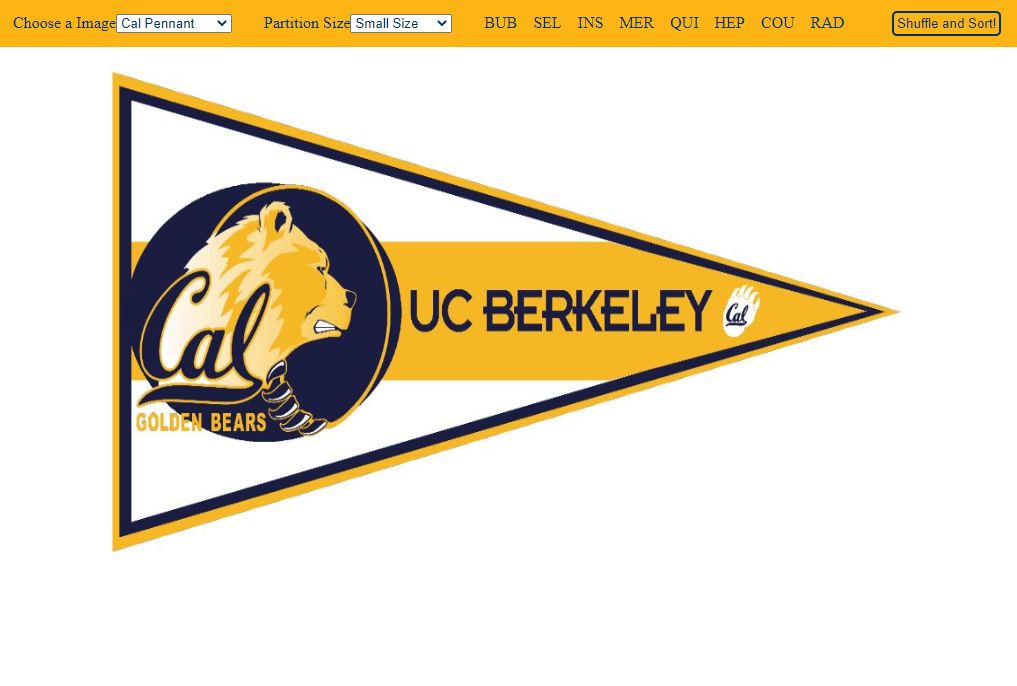 Choose a Image Cal Pennant Partition Size Small Size BUB SEL INS MER QUI HEP COU RAD Shuffle and Sort!
UC BERKELEY Cal
Cal
GOLDEN BEARS